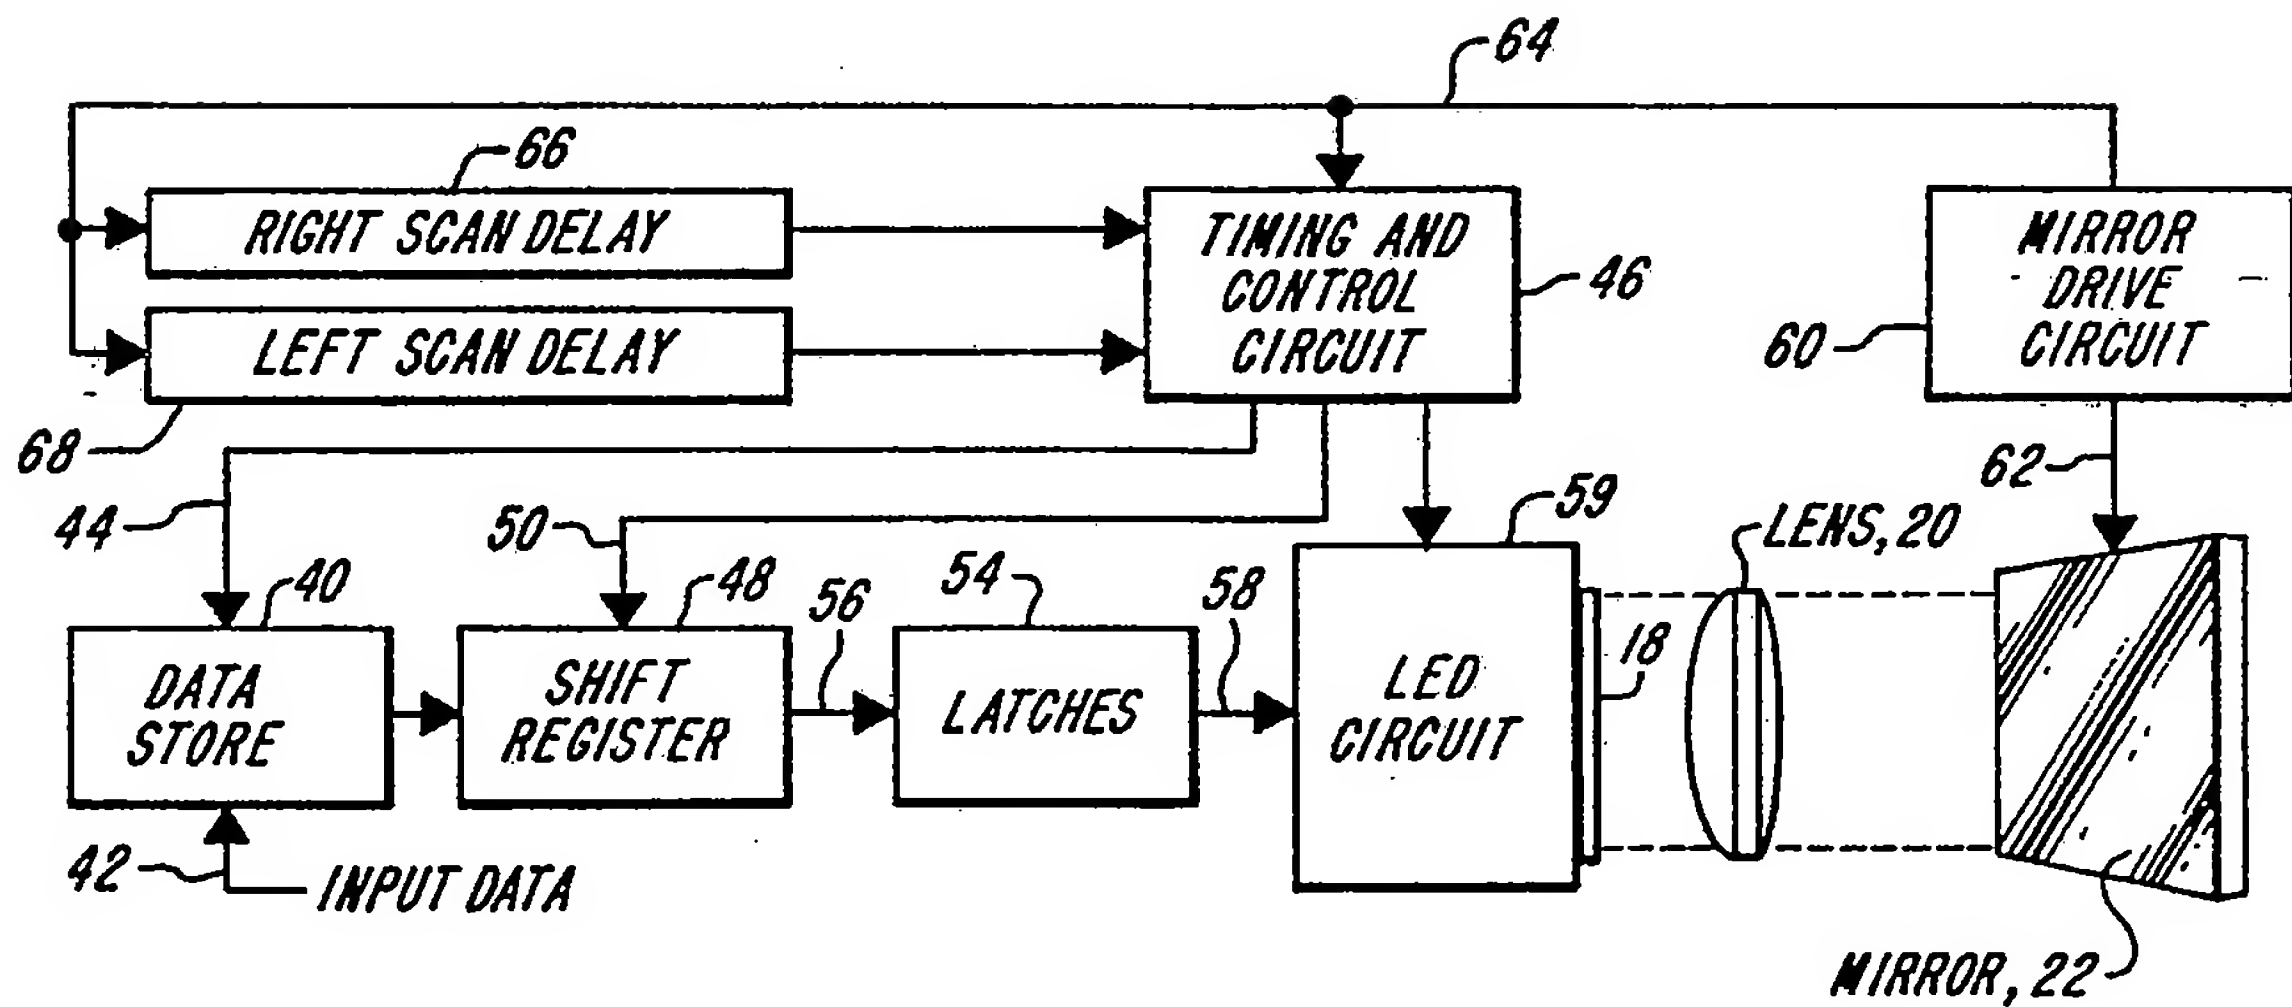 64
66
RIGHT SCAN DELAY
TIMING AND
CONTROL
CIRCUIT
46
MIRROR
DRIVE
CIRCUIT
60
LEFT SCAN DELAY
68
62
44
50
59
LENS, 20
40
48
56
54
58
18
DATA
STORE
SHIFT
REGISTER
LATCHES
LED
CIRCUIT
42
INPUT DATA
MIRROR, 22